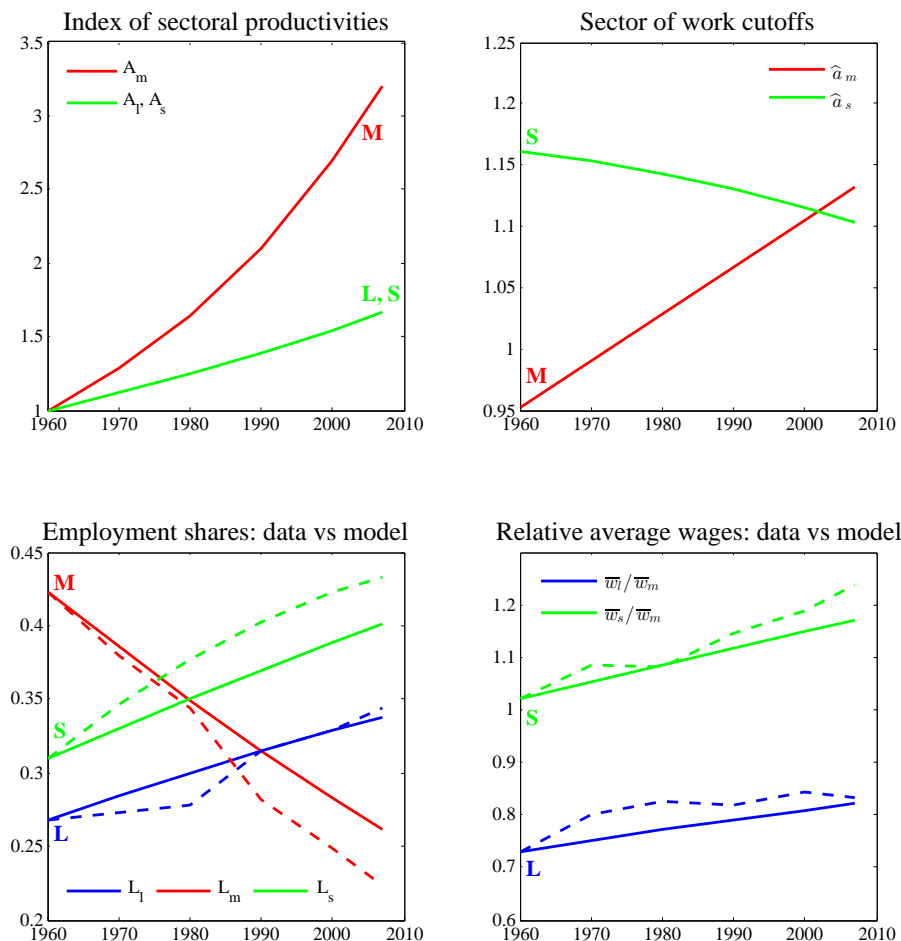 Index of sectoral productivities
3.5
3
2.5
2
1.5
1
1960 1970 1980 1990 2000 2010
A_m
A_l, A_s
M
L, S
Sector of work cutoffs
1.25
1.2
1.15
1.1
1.05
1
0.95
1960 1970 1980 1990 2000 2010
â_m
â_s
S
M
Employment shares: data vs model
0.45
0.4
0.35
0.3
0.25
0.2
1960 1970 1980 1990 2000 2010
M
S
L
L_l L_m L_s
Relative average wages: data vs model
1.2
1.1
1
0.9
0.8
0.7
0.6
1960 1970 1980 1990 2000 2010
w̅_l/w̅_m
w̅_s/w̅_m
S
L